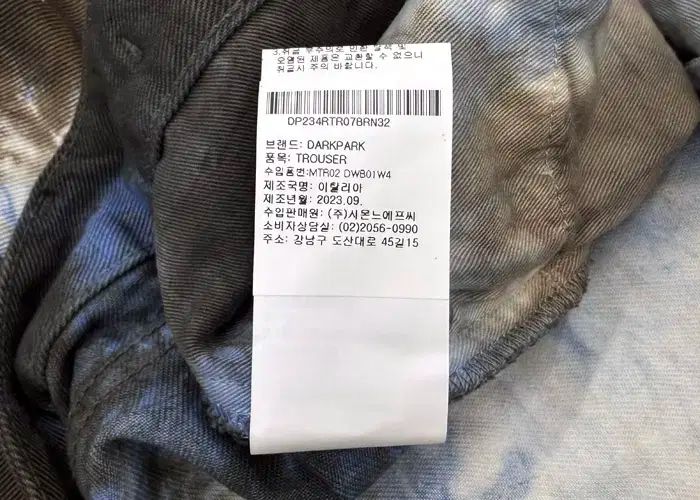 3.취급 부주의로 인한 탈색 및
오염된 제품은 교환할 수 없으니
취급시 주의 바랍니다.
DP234RTR07BRN32
브랜드: DARKPARK
품목: TROUSER
수입품번:MTR02 DWB01W4
제조국명: 이탈리아
제조년월: 2023.09.
수입판매원: (주)시몬느에프씨
소비자상담실: (02)2056-0990
주소: 강남구 도산대로 45길15